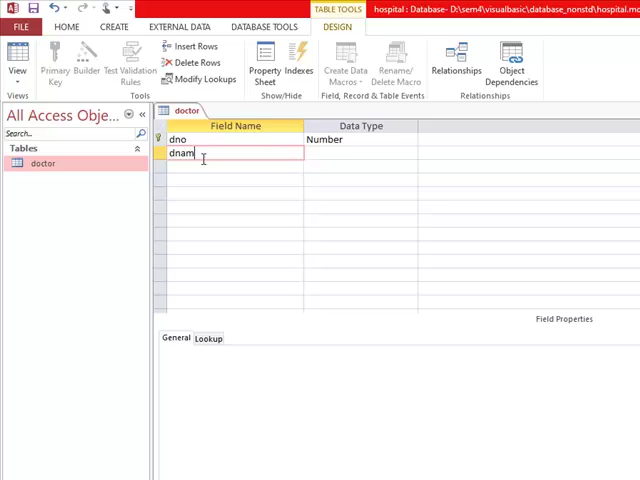 TABLE TOOLS
hospital : Database- D:\sem4\visualbasic\database_nonstd\hospital.mc
FILE HOME CREATE EXTERNAL DATA DATABASE TOOLS DESIGN
View
Primary Key
Builder
Test Validation Rules
Insert Rows
Delete Rows
Modify Lookups
Tools
Views
Property Sheet
Indexes
Show/Hide
Create Data Macros
Rename/Delete Macro
Field, Record & Table Events
Relationships
Object Dependencies
Relationships
All Access Obje...
Search...
Tables
doctor
doctor
Field Name Data Type
dno Number
dnam
Field Properties
General Lookup